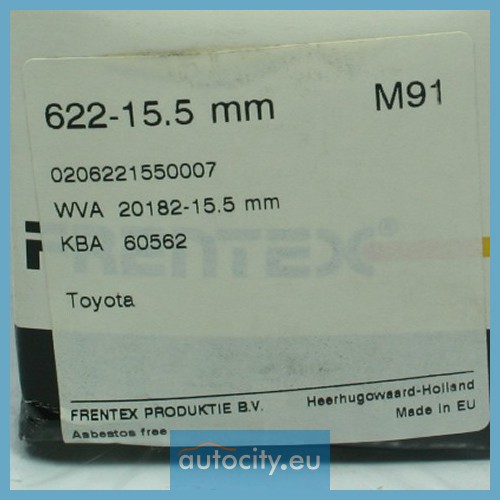 622-15.5 mm M91
0206221550007
WVA 20182-15.5 mm
KBA 60562
FRENTEX®
Toyota
FRENTEX PRODUKTIE B.V. Heerhugowaard-Holland
Asbestos free Made in EU
autocity.eu